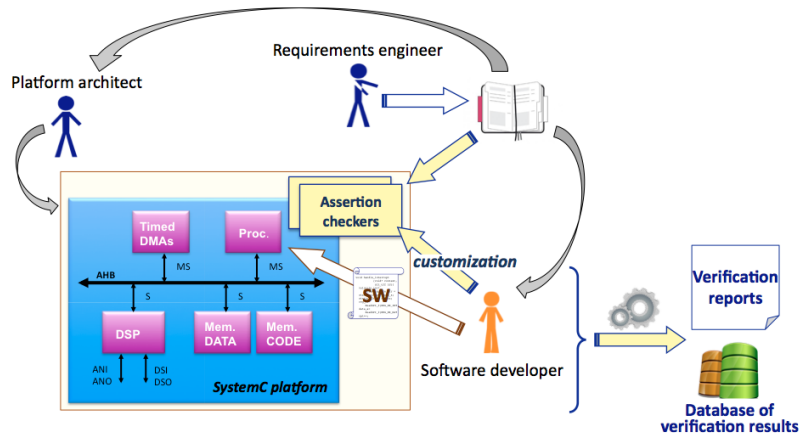 Requirements engineer
Platform architect
Assertion
checkers
Timed
DMAs
Proc.
MS
MS
AHB
customization
SW
S
S
S
DSP
Mem.
DATA
Mem.
CODE
ANI
ANO
DSI
DSO
SystemC platform
Software developer
Verification
reports
Database of
verification results